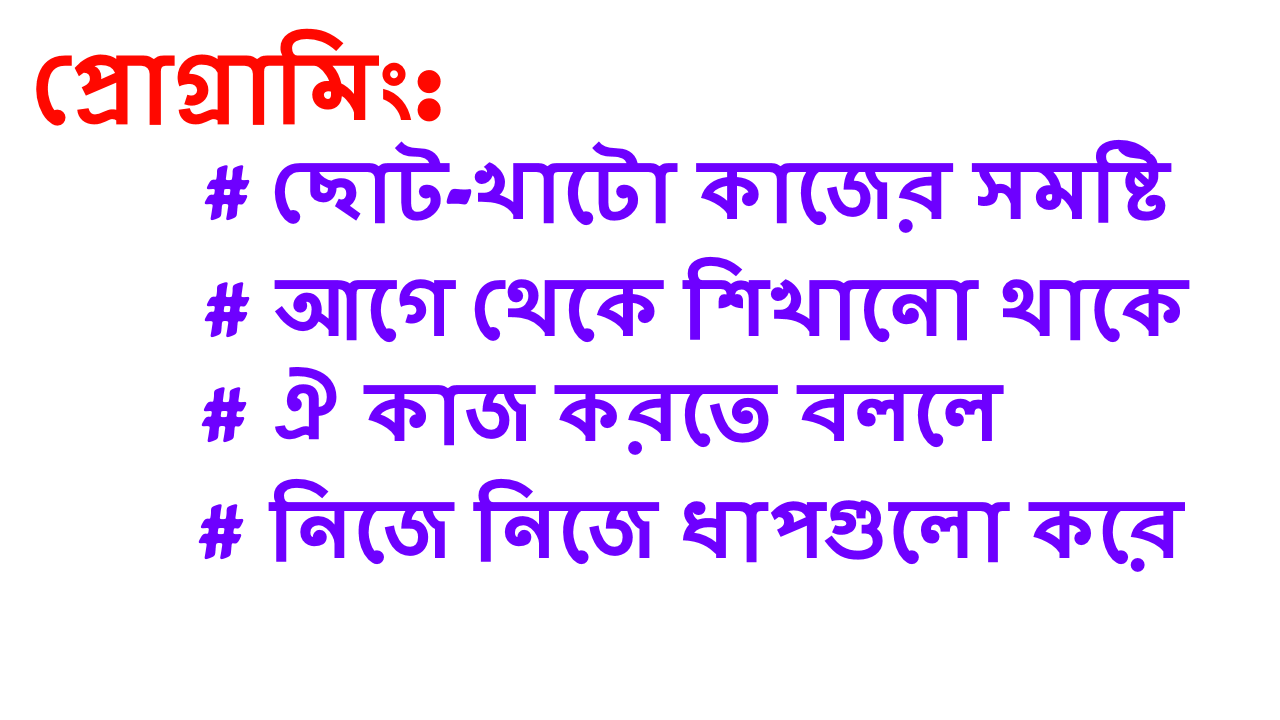 প্রোগ্রামিং:
# ছোট-খাটো কাজের সমষ্টি
# আগে থেকে শিখানো থাকে
# ঐ কাজ করতে বললে
# নিজে নিজে ধাপগুলো করে